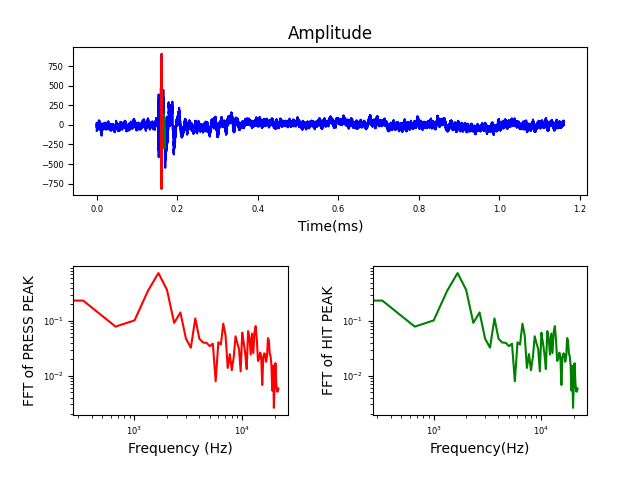 Amplitude
750
500
250
0
−250
−500
−750
0.0 0.2 0.4 0.6 0.8 1.0 1.2
Time(ms)
FFT of PRESS PEAK
10⁻¹
10⁻²
10³ 10⁴
Frequency (Hz)
FFT of HIT PEAK
10⁻¹
10⁻²
10³ 10⁴
Frequency(Hz)